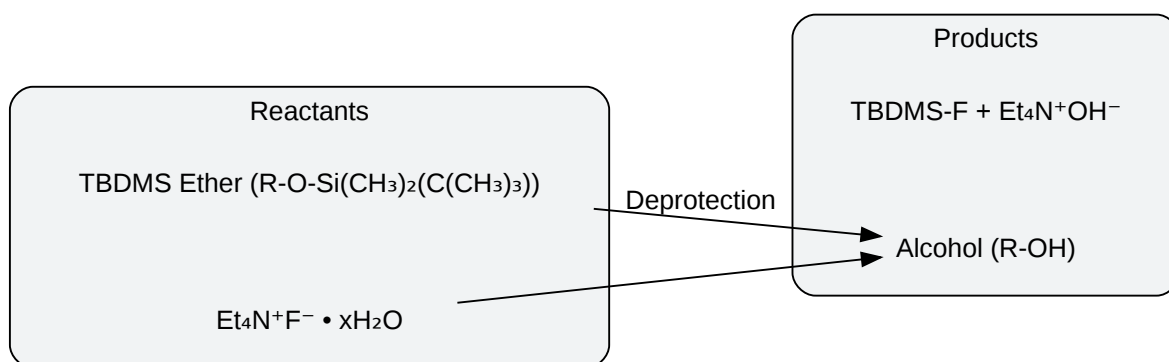 Reactants
TBDMS Ether (R-O-Si(CH₃)₂(C(CH₃)₃))
Et₄N⁺F⁻ • xH₂O
Deprotection
Products
TBDMS-F + Et₄N⁺OH⁻
Alcohol (R-OH)